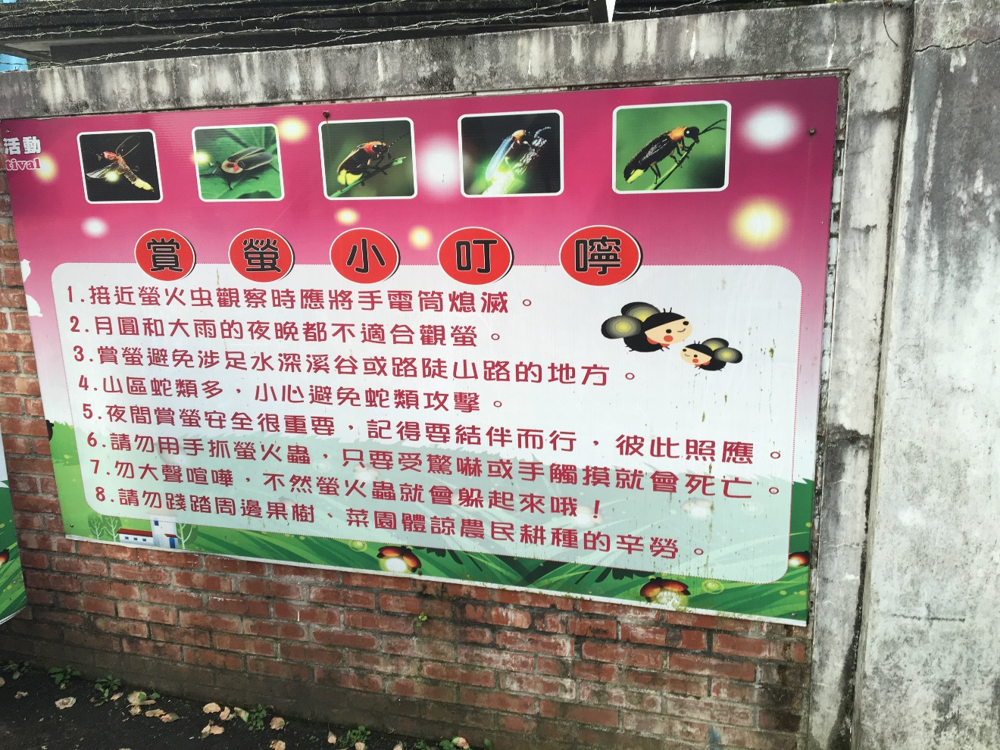 活動
tival
賞螢小叮嚀
1.接近螢火虫觀察時應將手電筒熄滅。
2.月圓和大雨的夜晚都不適合觀螢。
3.賞螢避免涉足水深溪谷或路陡山路的地方。
4.山區蛇類多，小心避免蛇類攻擊。
5.夜間賞螢安全很重要，記得要結伴而行，彼此照應。
6.請勿用手抓螢火蟲，只要受驚嚇或手觸摸就會死亡。
7.勿大聲喧嘩，不然螢火蟲就會躲起來哦！
8.請勿踐踏周邊果樹、菜園體諒農民耕種的辛勞。